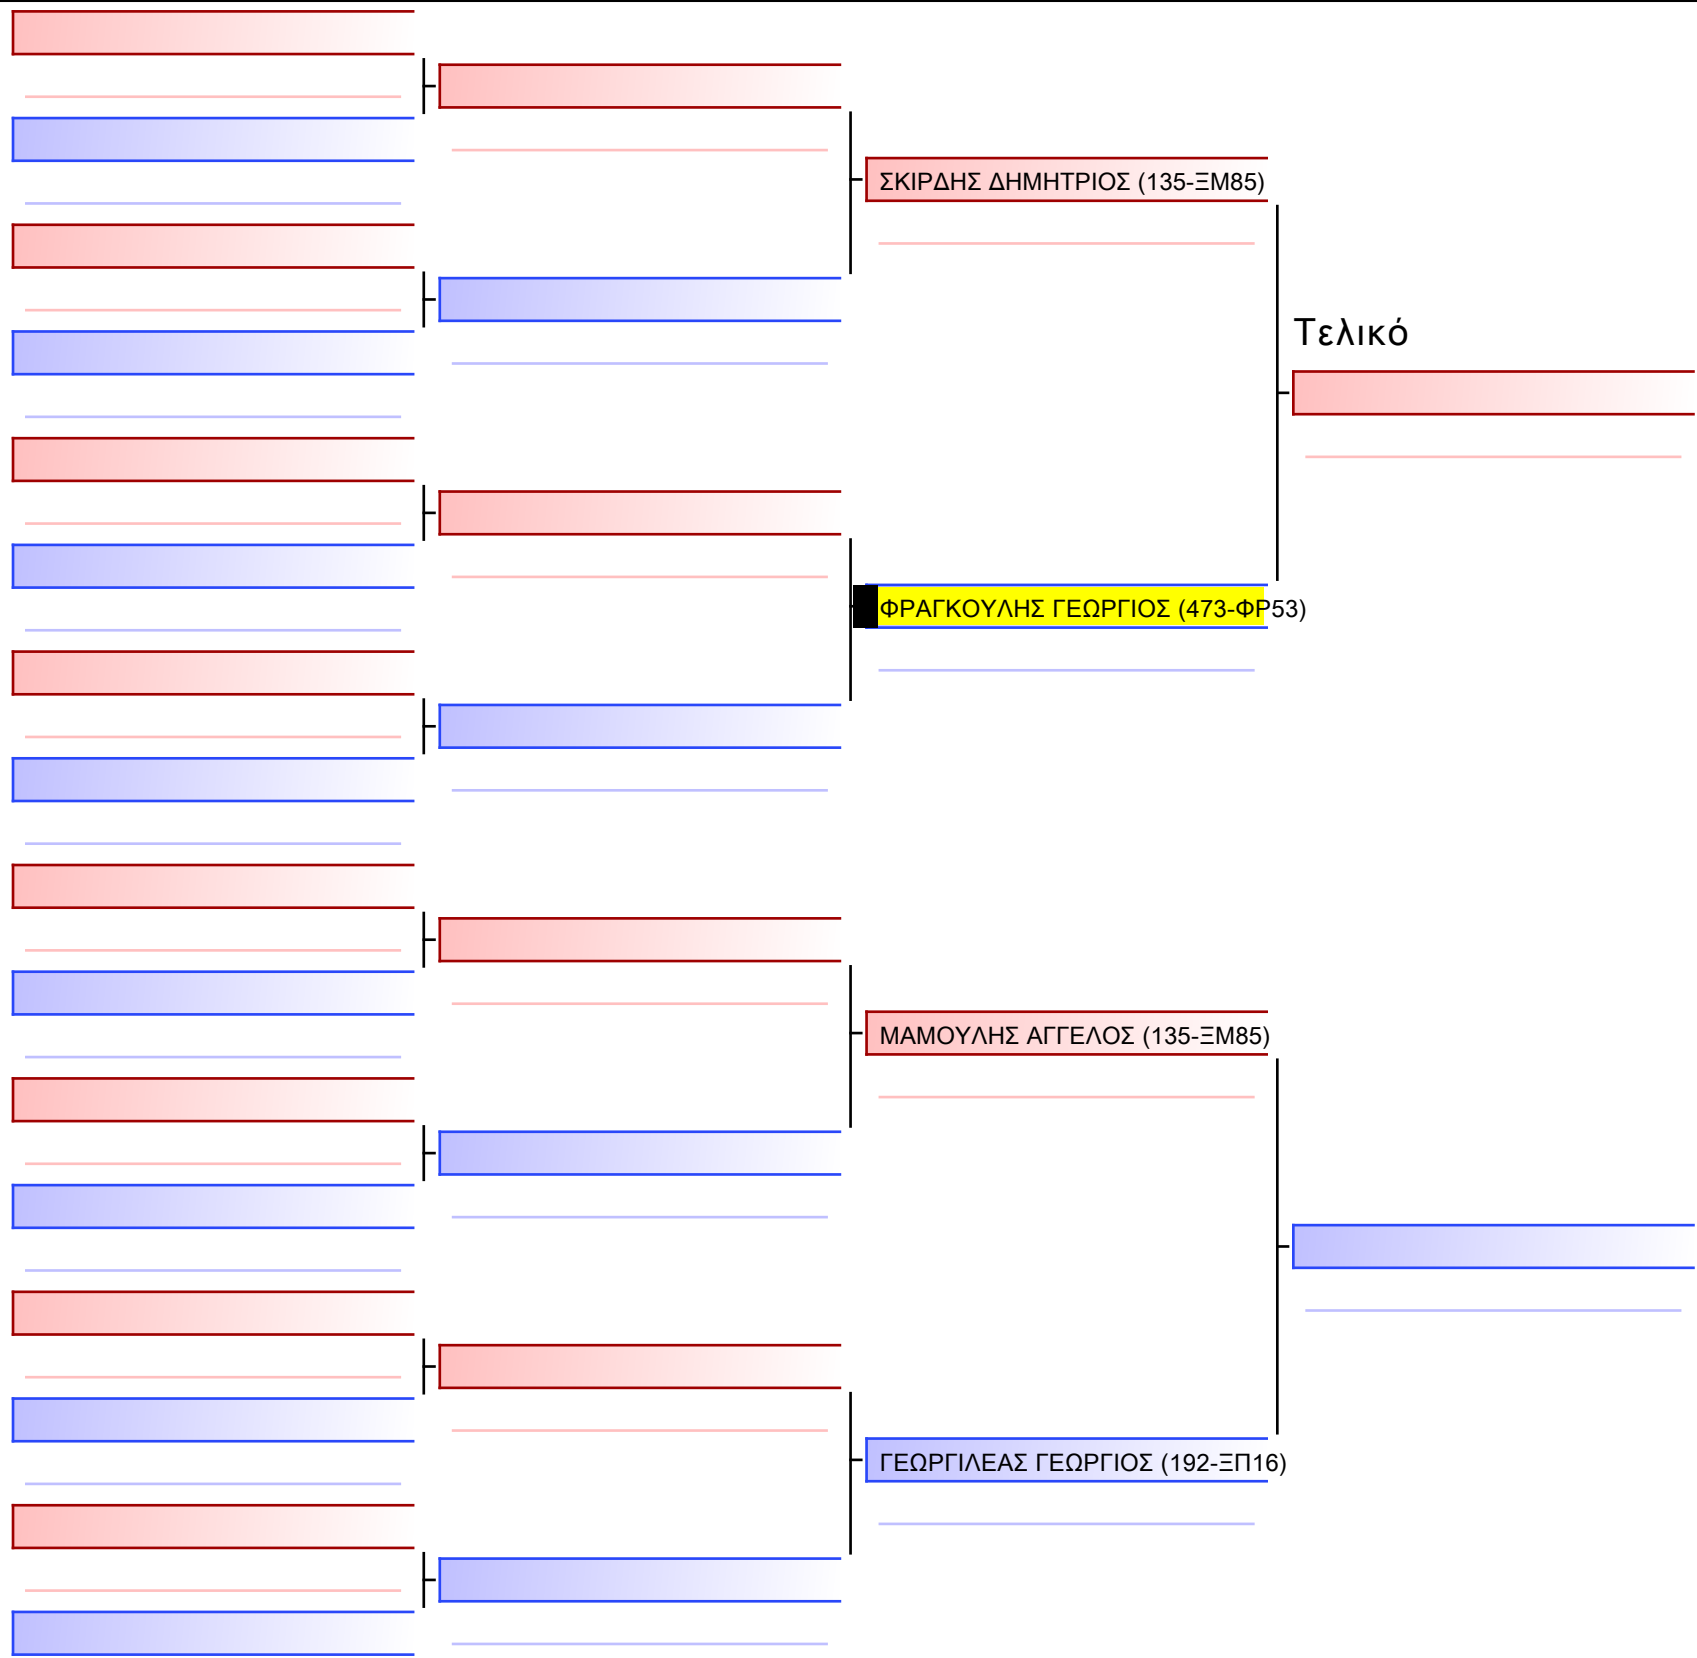 ΣΚΙΡΔΗΣ ΔΗΜΗΤΡΙΟΣ (135-ΞΜ85)
Τελικό
ΦΡΑΓΚΟΥΛΗΣ ΓΕΩΡΓΙΟΣ (473-ΦΡ53)
ΜΑΜΟΥΛΗΣ ΑΓΓΕΛΟΣ (135-ΞΜ85)
ΓΕΩΡΓΙΛΕΑΣ ΓΕΩΡΓΙΟΣ (192-ΞΠ16)